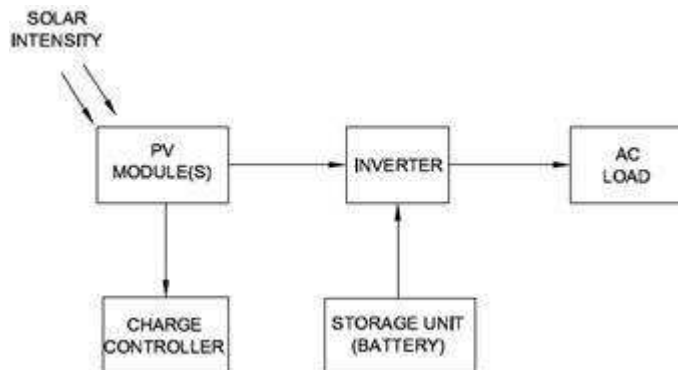 SOLAR
INTENSITY
PV
MODULE(S)
INVERTER
AC
LOAD
CHARGE
CONTROLLER
STORAGE UNIT
(BATTERY)